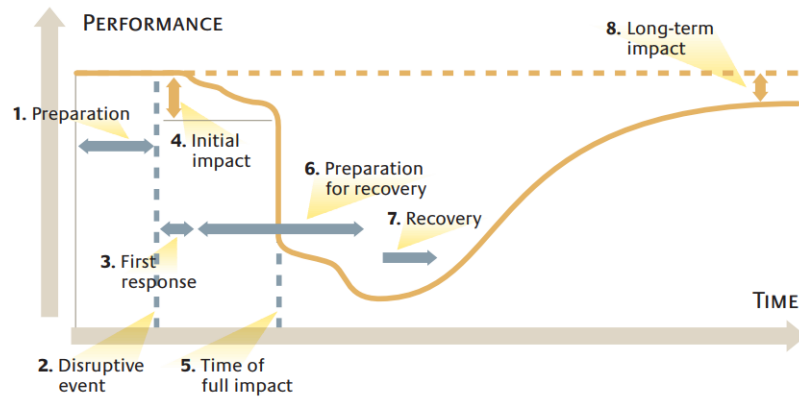 PERFORMANCE
8. Long-term
impact
1. Preparation
4. Initial
impact
6. Preparation
for recovery
7. Recovery
3. First
response
TIME
2. Disruptive
event
5. Time of
full impact